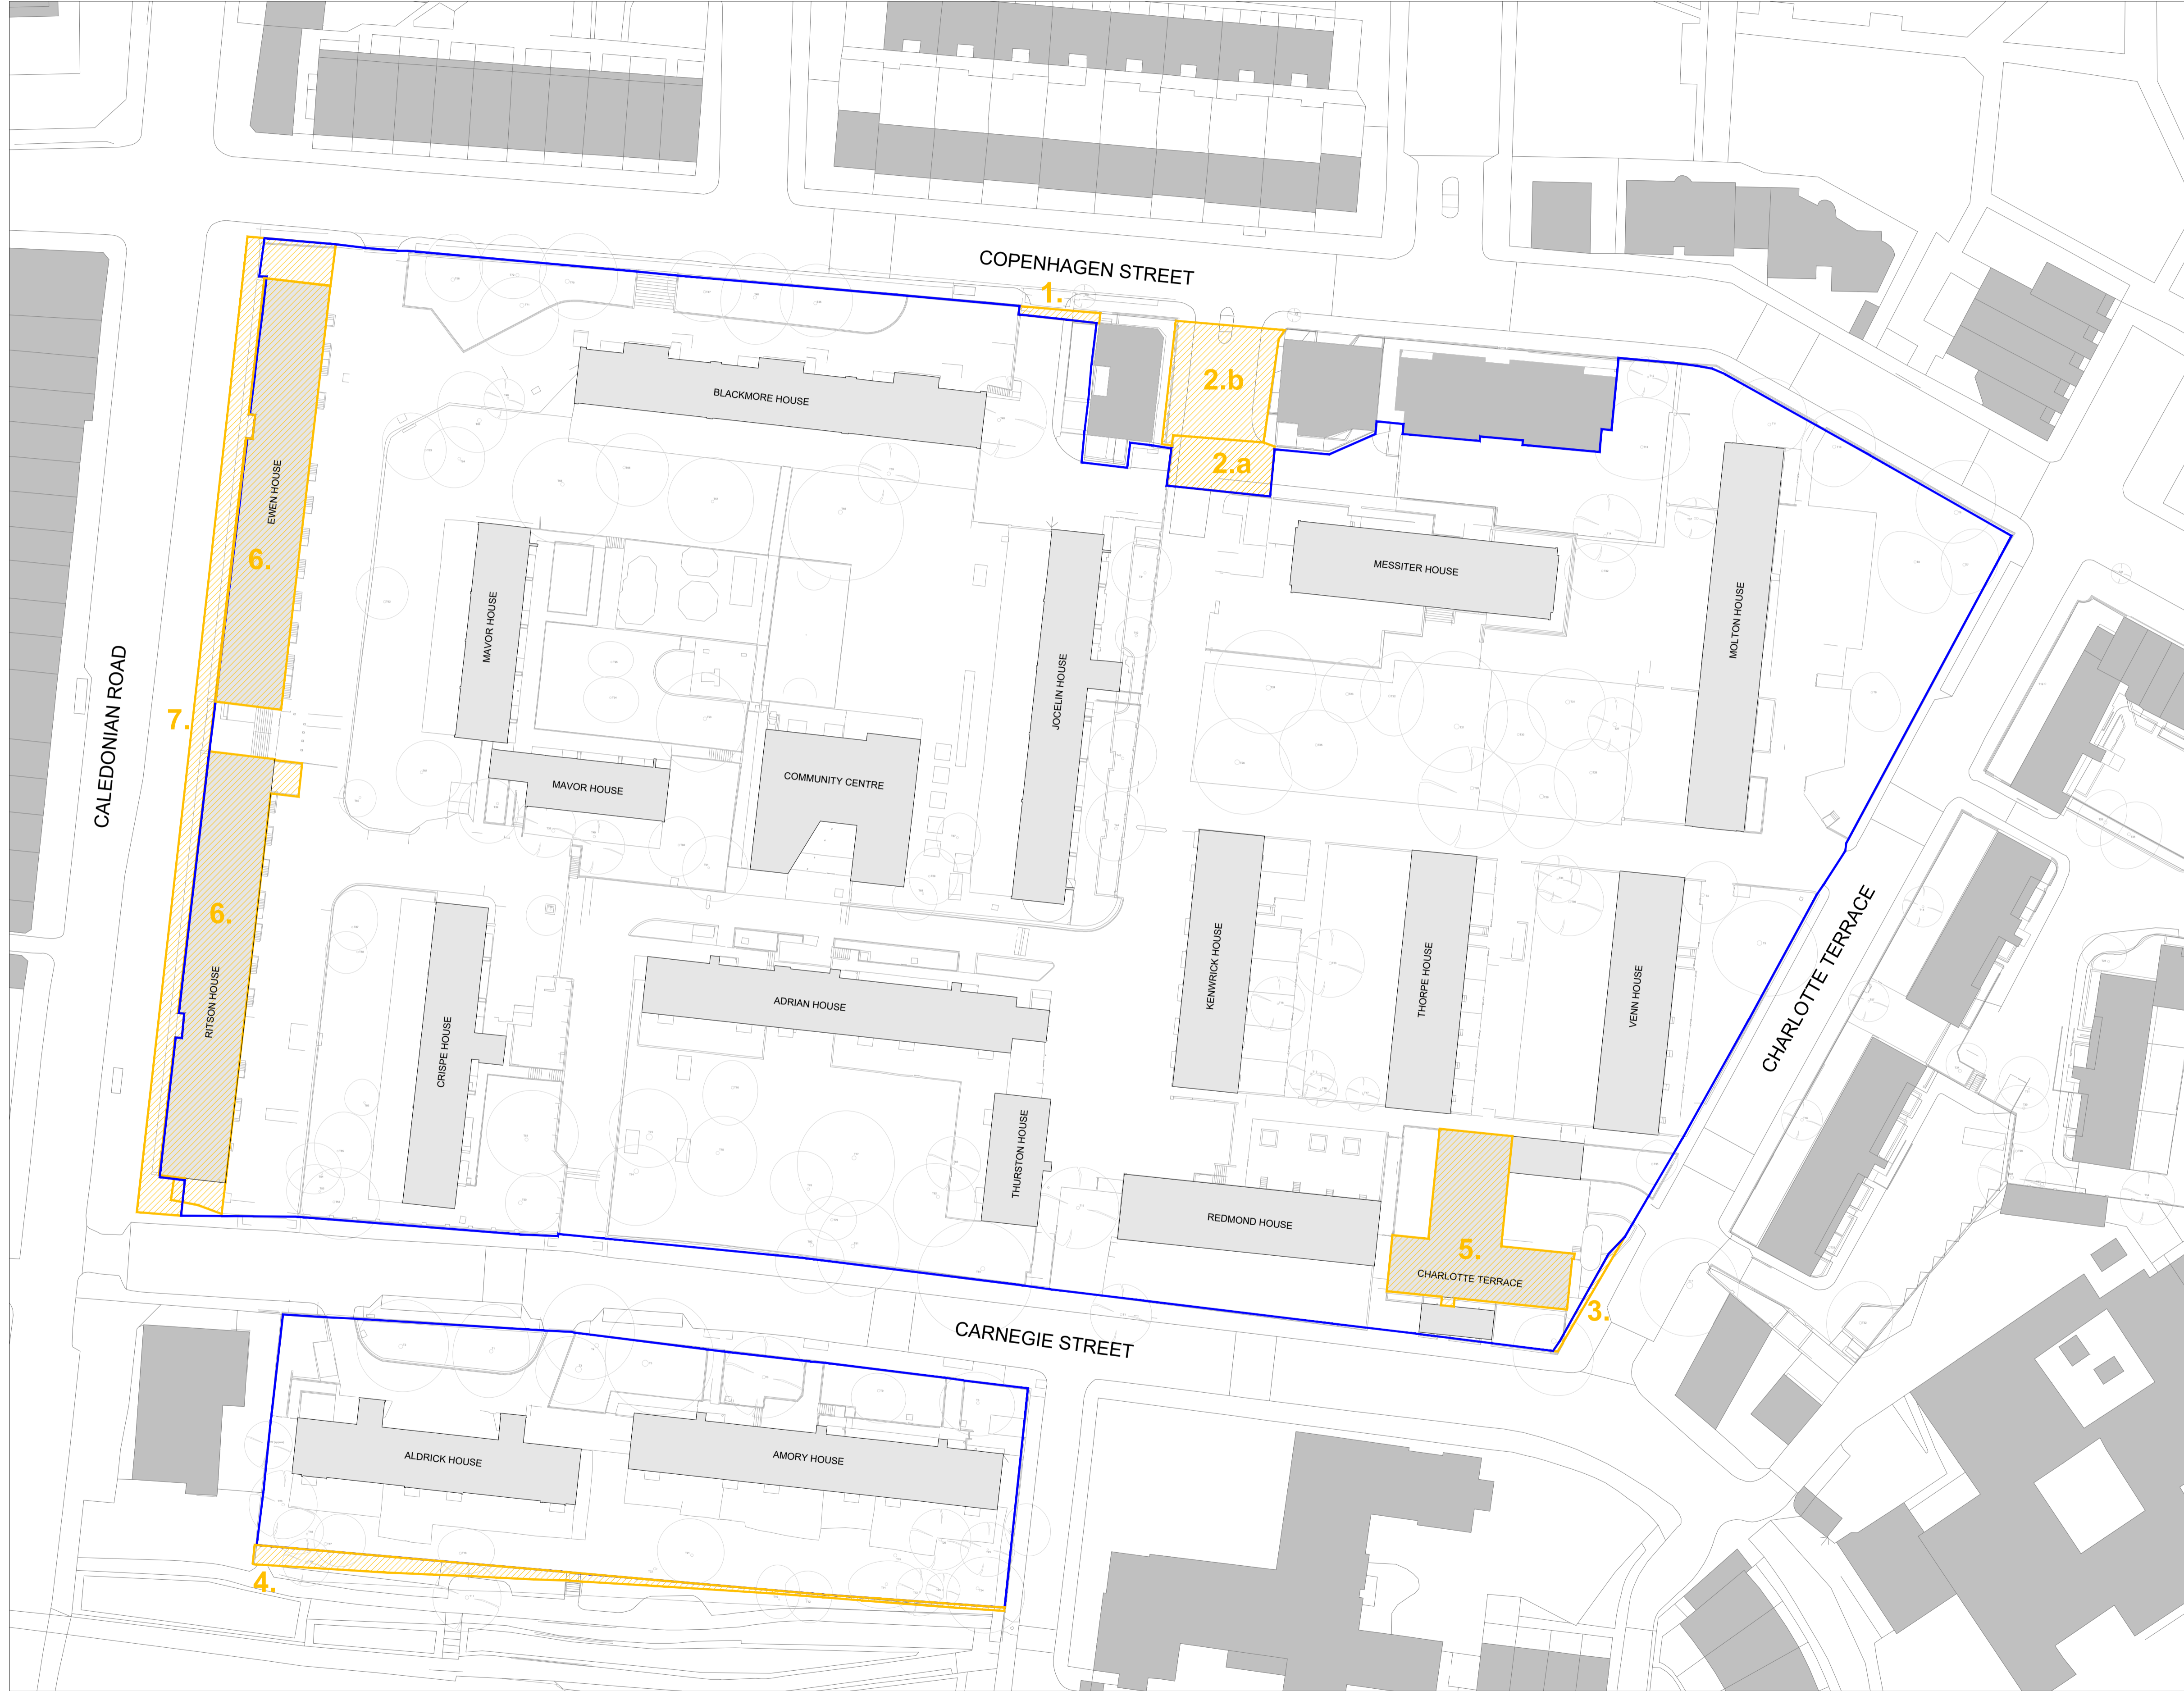 COPENHAGEN STREET
1.
2.b
2.a
BLACKMORE HOUSE
EWEN HOUSE
6.
MAVOR HOUSE
JOCELIN HOUSE
MESSITER HOUSE
MOLTON HOUSE
CALEDONIAN ROAD
7.
MAVOR HOUSE
COMMUNITY CENTRE
6.
RITSON HOUSE
CRISPE HOUSE
ADRIAN HOUSE
KENWRICK HOUSE
THORPE HOUSE
VENN HOUSE
CHARLOTTE TERRACE
THURSTON HOUSE
REDMOND HOUSE
5.
CHARLOTTE TERRACE
3.
CARNEGIE STREET
ALDRICK HOUSE
AMORY HOUSE
4.